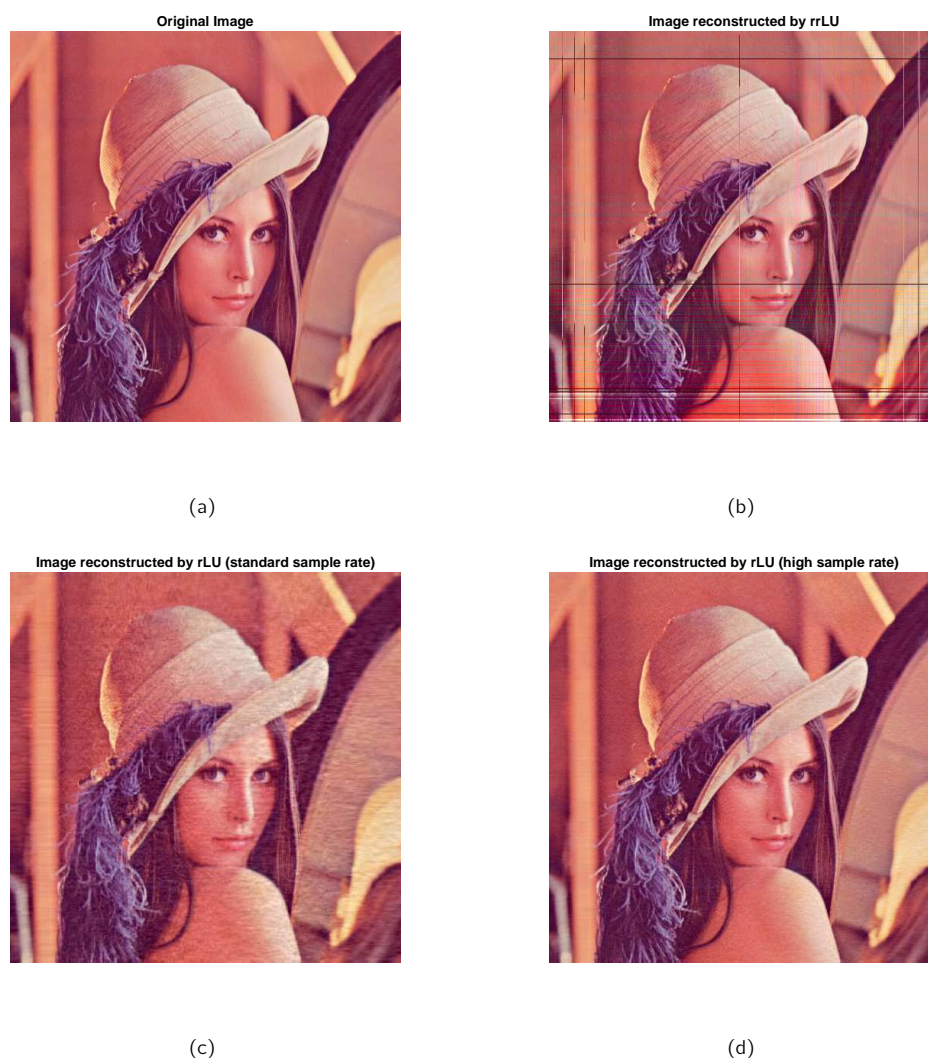 Original Image
Image reconstructed by rrLU
(a)
(b)
Image reconstructed by rLU (standard sample rate)
Image reconstructed by rLU (high sample rate)
(c)
(d)